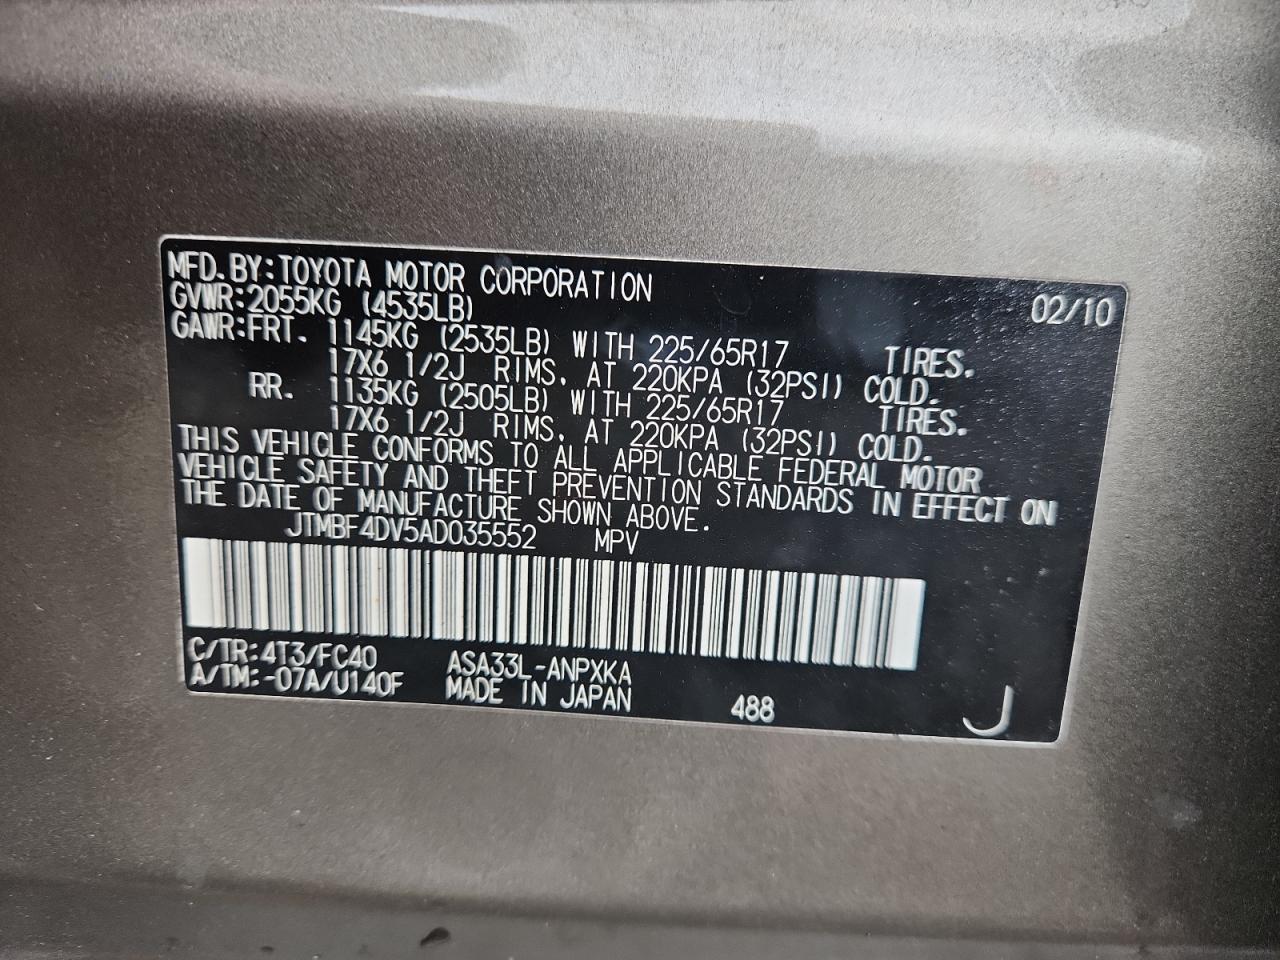 MFD.BY:TOYOTA MOTOR CORPORATION 02/10
GVWR:2055KG (4535LB)
GAWR:FRT. 1145KG (2535LB) WITH 225/65R17 TIRES.
17X6 1/2J RIMS, AT 220KPA (32PSI) COLD.
RR. 1135KG (2505LB) WITH 225/65R17 TIRES.
17X6 1/2J RIMS, AT 220KPA (32PSI) COLD.
THIS VEHICLE CONFORMS TO ALL APPLICABLE FEDERAL MOTOR
VEHICLE SAFETY AND THEFT PREVENTION STANDARDS IN EFFECT ON
THE DATE OF MANUFACTURE SHOWN ABOVE.
JTMBF4DV5AD035552 MPV
C/TR:4T3/FC40 ASA33L-ANPXKA
A/TM:-07A/U140F MADE IN JAPAN 488 J